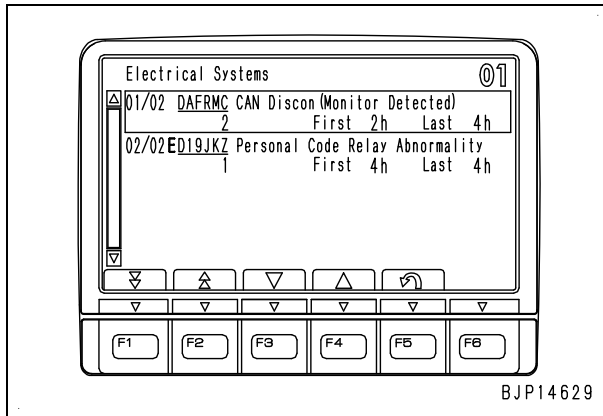 Electrical Systems 01
01/02 DAFRMC CAN Discon(Monitor Detected)
2 First 2h Last 4h
02/02 E D19JKZ Personal Code Relay Abnormality
1 First 4h Last 4h
F1 F2 F3 F4 F5 F6
BJP14629